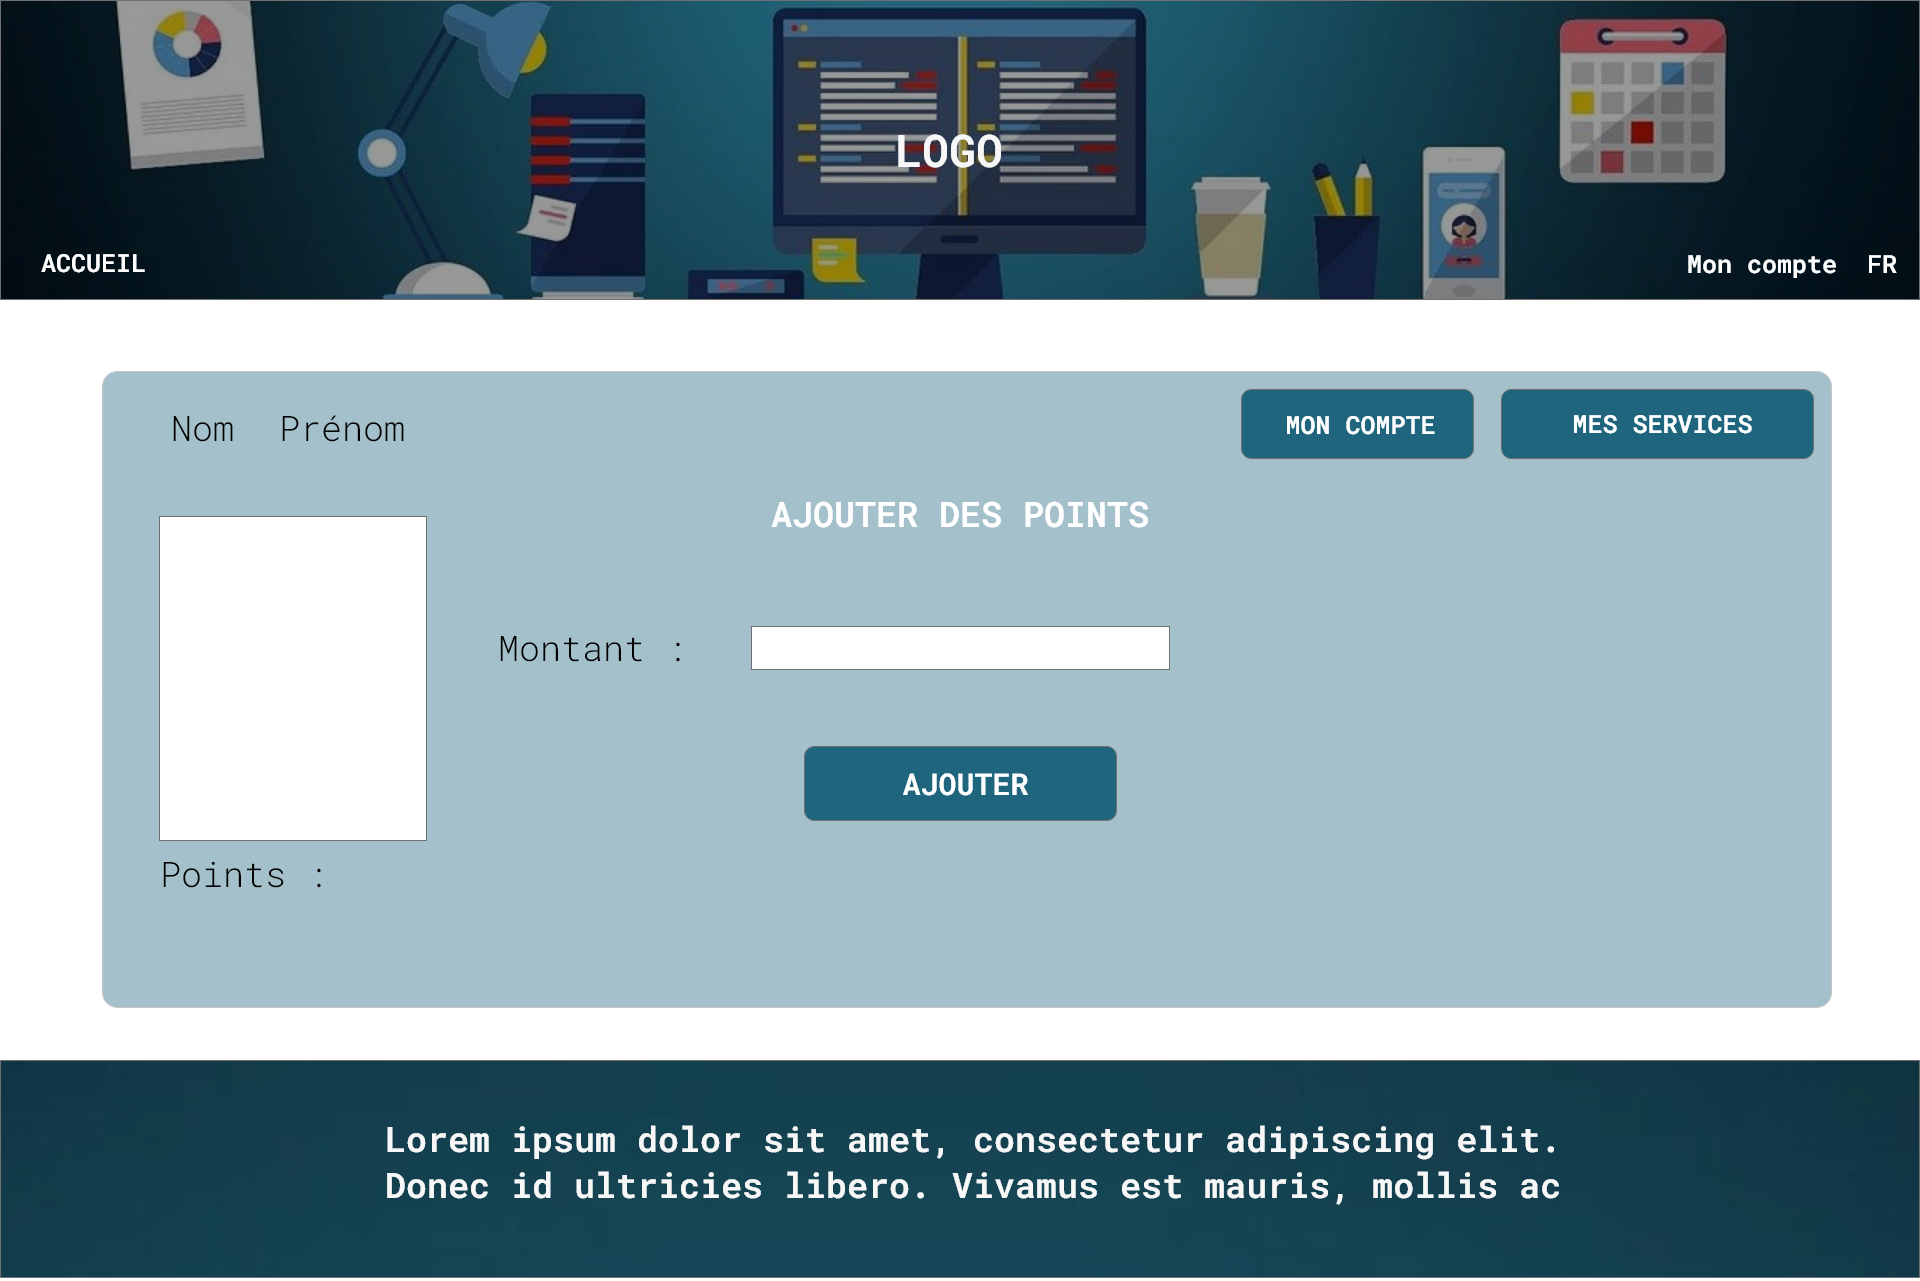 LOGO
ACCUEIL
Mon compte FR
Nom Prénom
MON COMPTE
MES SERVICES
AJOUTER DES POINTS
Montant :
AJOUTER
Points :
Lorem ipsum dolor sit amet, consectetur adipiscing elit.
Donec id ultricies libero. Vivamus est mauris, mollis ac